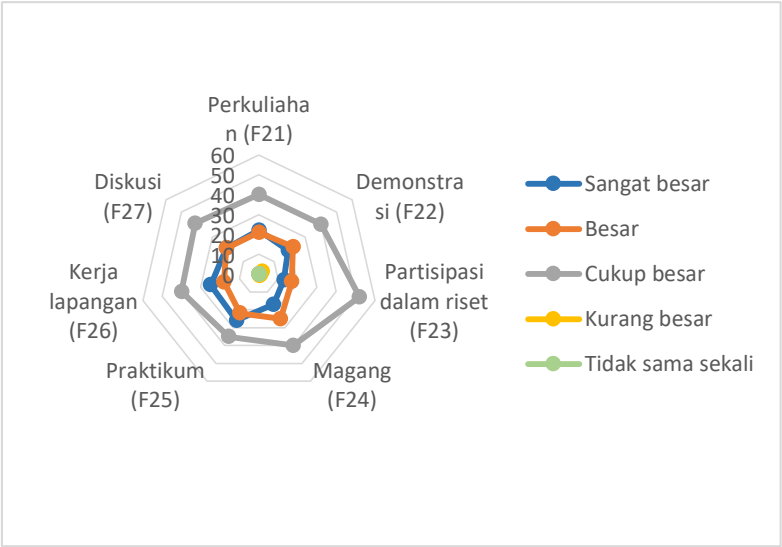 Perkuliaha
n (F21)
Demonstra
si (F22)
Partisipasi
dalam riset
(F23)
Magang
(F24)
Praktikum
(F25)
Kerja
lapangan
(F26)
Diskusi
(F27)
60
50
40
30
20
10
0
Sangat besar
Besar
Cukup besar
Kurang besar
Tidak sama sekali